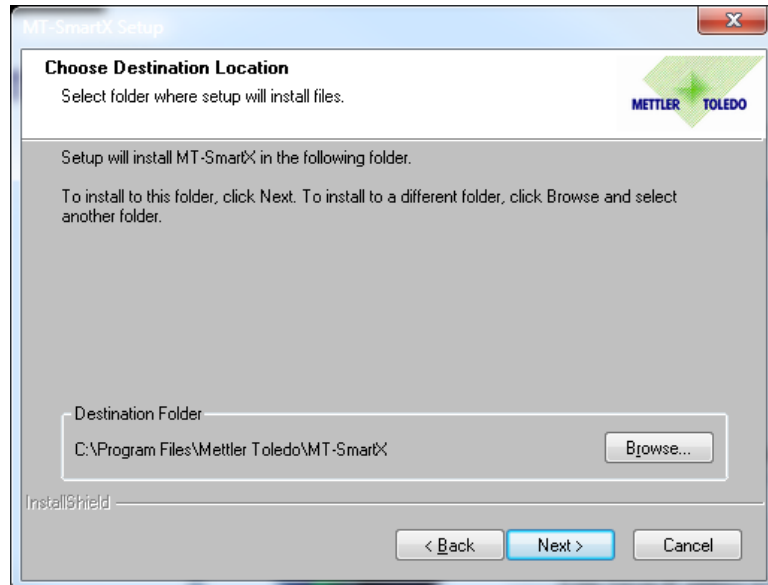 MT-SmartX Setup
Choose Destination Location
Select folder where setup will install files.
METTLER TOLEDO
Setup will install MT-SmartX in the following folder.
To install to this folder, click Next. To install to a different folder, click Browse and select
another folder.
Destination Folder
C:\Program Files\Mettler Toledo\MT-SmartX
Browse...
InstallShield
< Back
Next >
Cancel